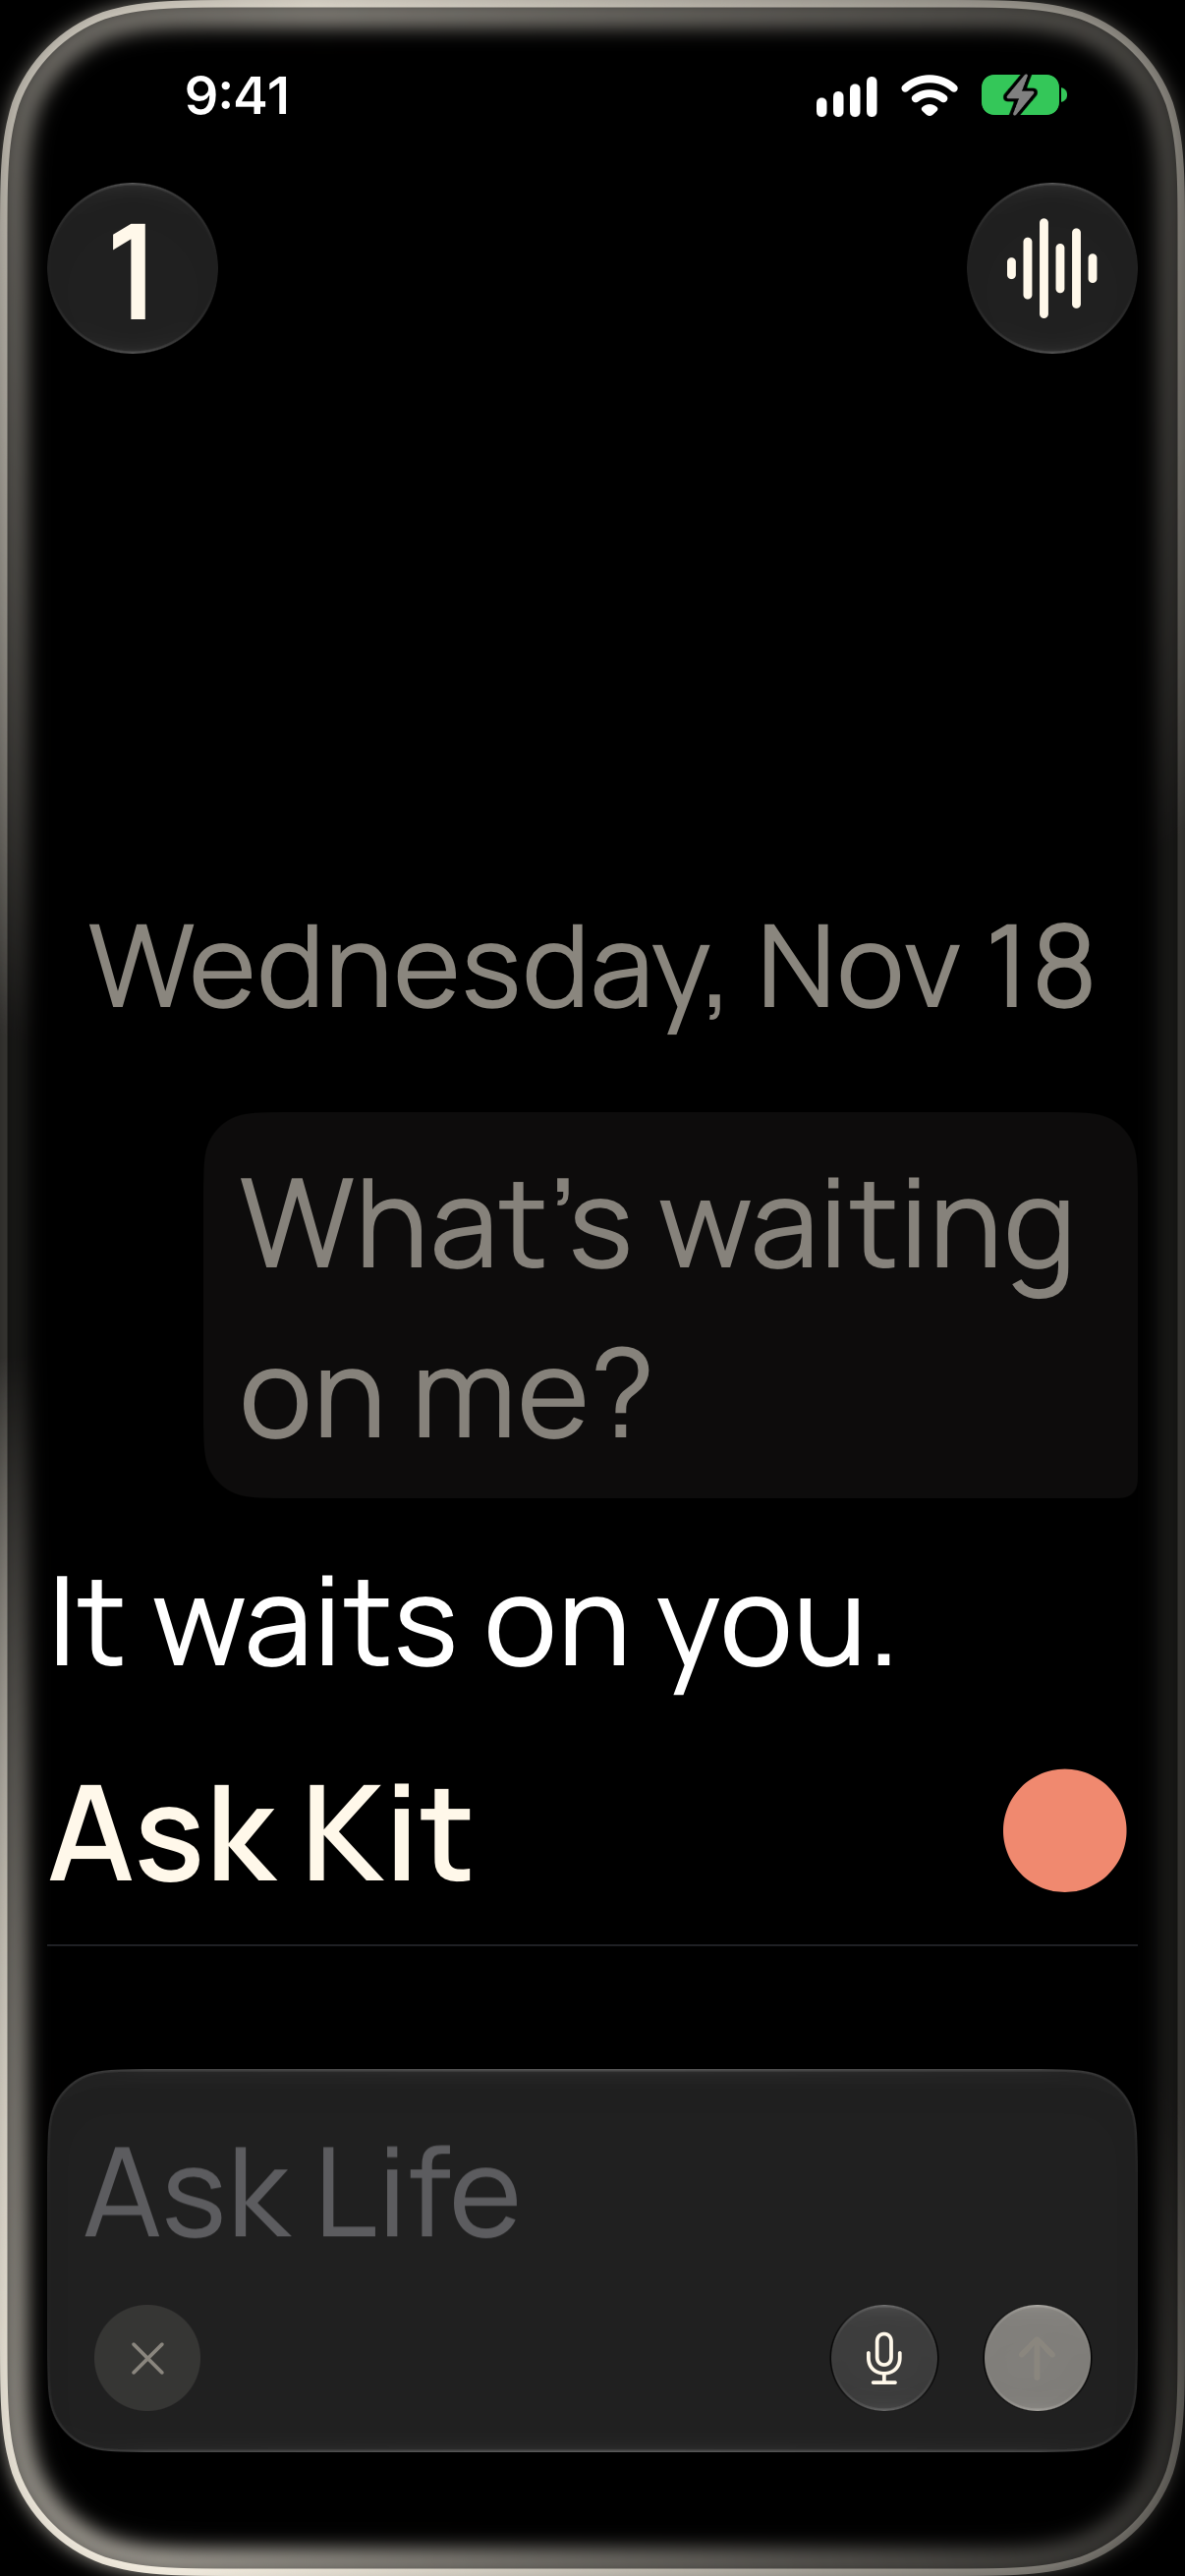 9:41
1
Wednesday, Nov 18
What’s waiting
on me?
It waits on you.
Ask Kit
Ask Life